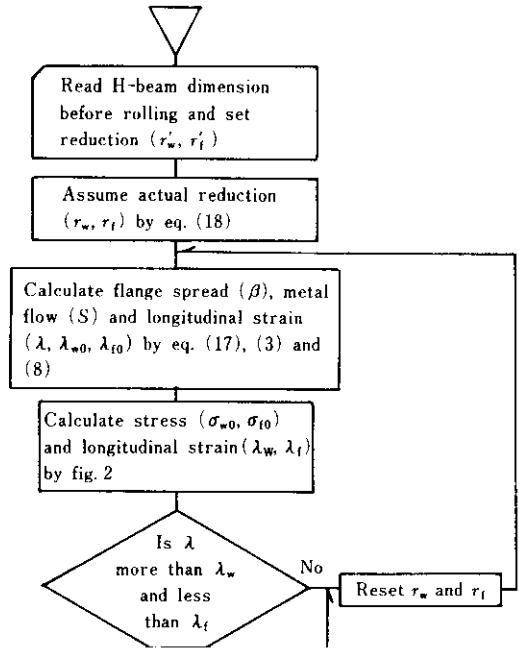 Read H-beam dimension
before rolling and set
reduction (r'w, r'f)
Assume actual reduction
(rw, rf) by eq. (18)
Calculate flange spread (β), metal
flow (S) and longitudinal strain
(λ, λw0, λf0) by eq. (17), (3) and
(8)
Calculate stress (σw0, σf0)
and longitudinal strain(λw, λf)
by fig. 2
Is λ
more than λw
and less
than λf
No
Reset rw and rf